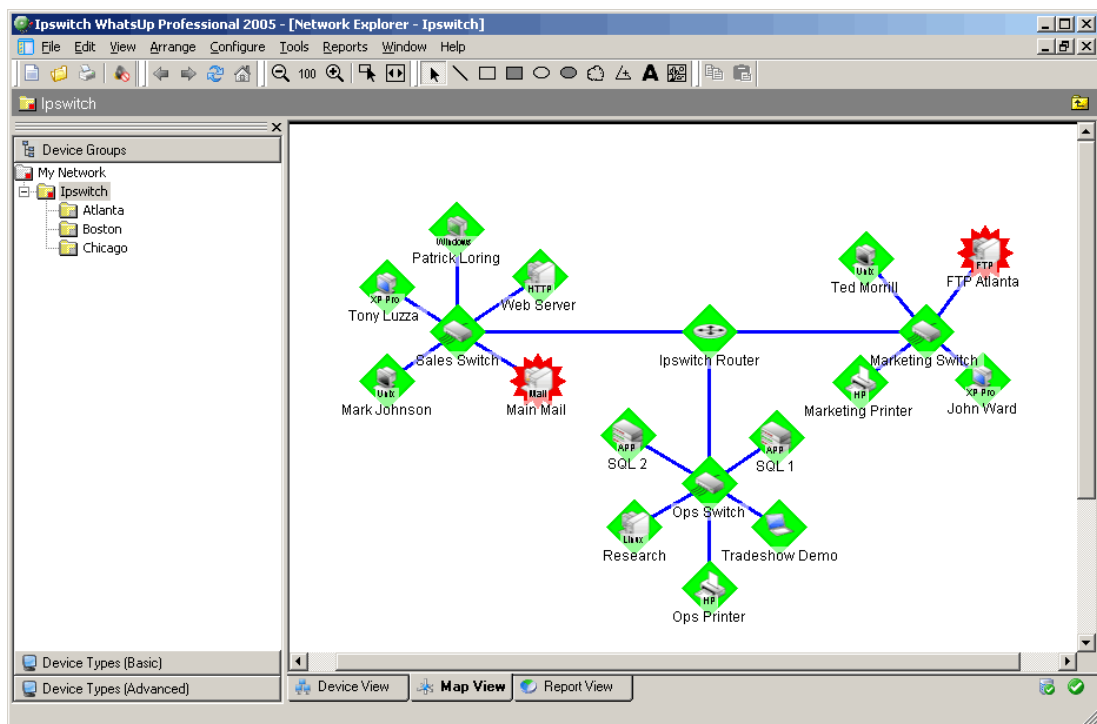 Ipswitch WhatsUp Professional 2005 - [Network Explorer - Ipswitch]
File Edit View Arrange Configure Tools Reports Window Help
100 A
Ipswitch
Device Groups
My Network
Ipswitch
Atlanta
Boston
Chicago
Windows
Patrick Loring
XP Pro
Tony Luzza
HTTP
Web Server
Sales Switch
Unix
Mark Johnson
Mail
Main Mail
Ipswitch Router
Unix
Ted Morrill
FTP
FTP Atlanta
Marketing Switch
HP
Marketing Printer
XP Pro
John Ward
APP
SQL 2
APP
SQL 1
Ops Switch
Linux
Research
Tradeshow Demo
HP
Ops Printer
Device Types (Basic)
Device Types (Advanced)
Device View Map View Report View